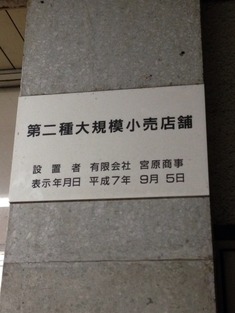 第二種大規模小売店舗
設置者 有限会社 宮原商事
表示年月日 平成7年 9月 5日